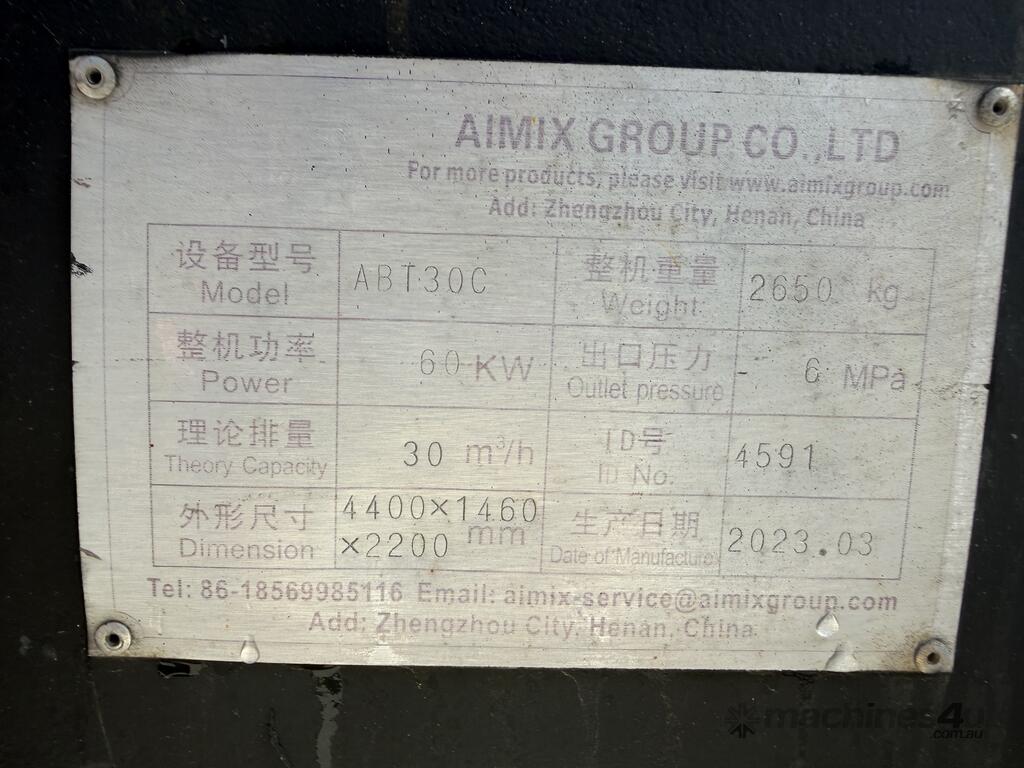 AIMIX GROUP CO.,LTD
For more products, please visit www.aimixgroup.com
Add: Zhengzhou City, Henan, China
设备型号 ABT30C 整机重量 2650 kg
Model Weight
整机功率 60 KW 出口压力 - 6 MPa
Power Outlet pressure
理论排量 30 m³/h ID号 4591
Theory Capacity ID No.
外形尺寸 4400×1460 生产日期 2023.03
Dimension ×2200 mm Date of Manufacture
Tel: 86-18569985116 Email: aimix-service@aimixgroup.com
Add: Zhengzhou City, Henan, China
machines4u
.com.au